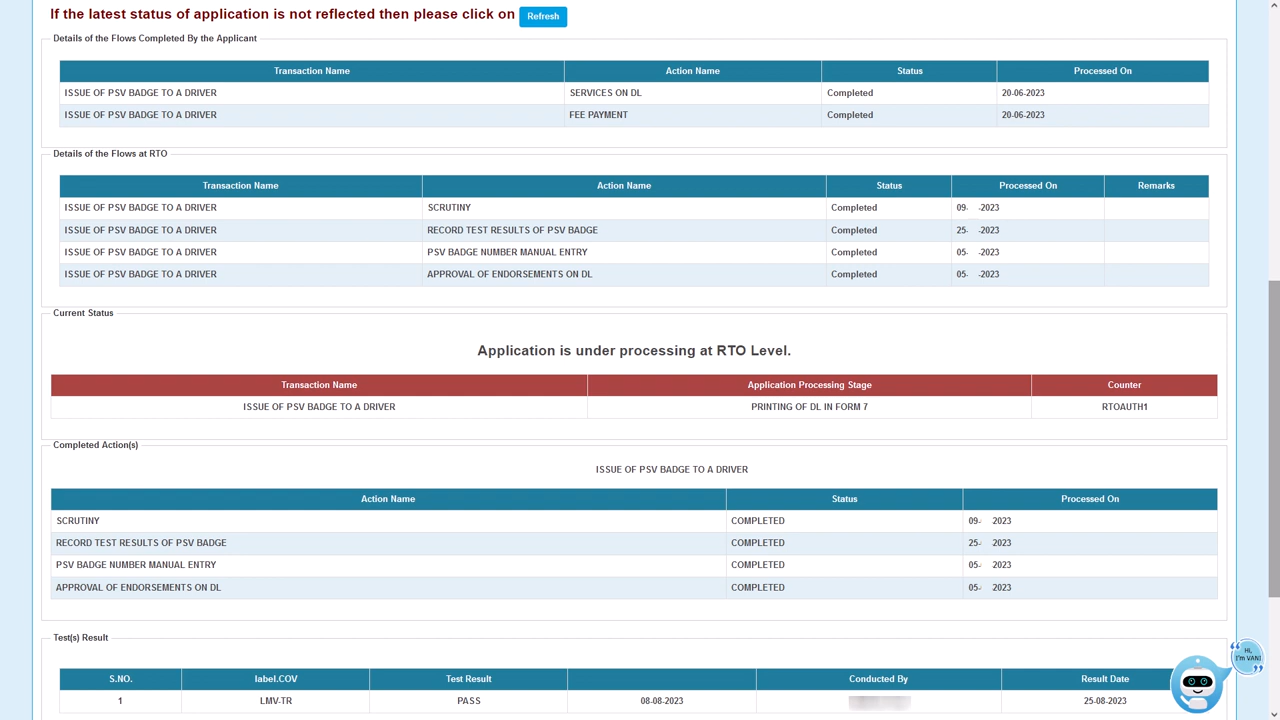 If the latest status of application is not reflected then please click on Refresh
Details of the Flows Completed By the Applicant
Transaction Name Action Name Status Processed On
ISSUE OF PSV BADGE TO A DRIVER SERVICES ON DL Completed 20-06-2023
ISSUE OF PSV BADGE TO A DRIVER FEE PAYMENT Completed 20-06-2023
Details of the Flows at RTO
Transaction Name Action Name Status Processed On Remarks
ISSUE OF PSV BADGE TO A DRIVER SCRUTINY Completed 09- -2023
ISSUE OF PSV BADGE TO A DRIVER RECORD TEST RESULTS OF PSV BADGE Completed 25- -2023
ISSUE OF PSV BADGE TO A DRIVER PSV BADGE NUMBER MANUAL ENTRY Completed 05- -2023
ISSUE OF PSV BADGE TO A DRIVER APPROVAL OF ENDORSEMENTS ON DL Completed 05- -2023
Current Status
Application is under processing at RTO Level.
Transaction Name Application Processing Stage Counter
ISSUE OF PSV BADGE TO A DRIVER PRINTING OF DL IN FORM 7 RTOAUTH1
Completed Action(s)
ISSUE OF PSV BADGE TO A DRIVER
Action Name Status Processed On
SCRUTINY COMPLETED 09- 2023
RECORD TEST RESULTS OF PSV BADGE COMPLETED 25- 2023
PSV BADGE NUMBER MANUAL ENTRY COMPLETED 05- 2023
APPROVAL OF ENDORSEMENTS ON DL COMPLETED 05- 2023
Test(s) Result
S.NO. label.COV Test Result Conducted By Result Date
1 LMV-TR PASS 08-08-2023 25-08-2023
Hi,
I'm VANI